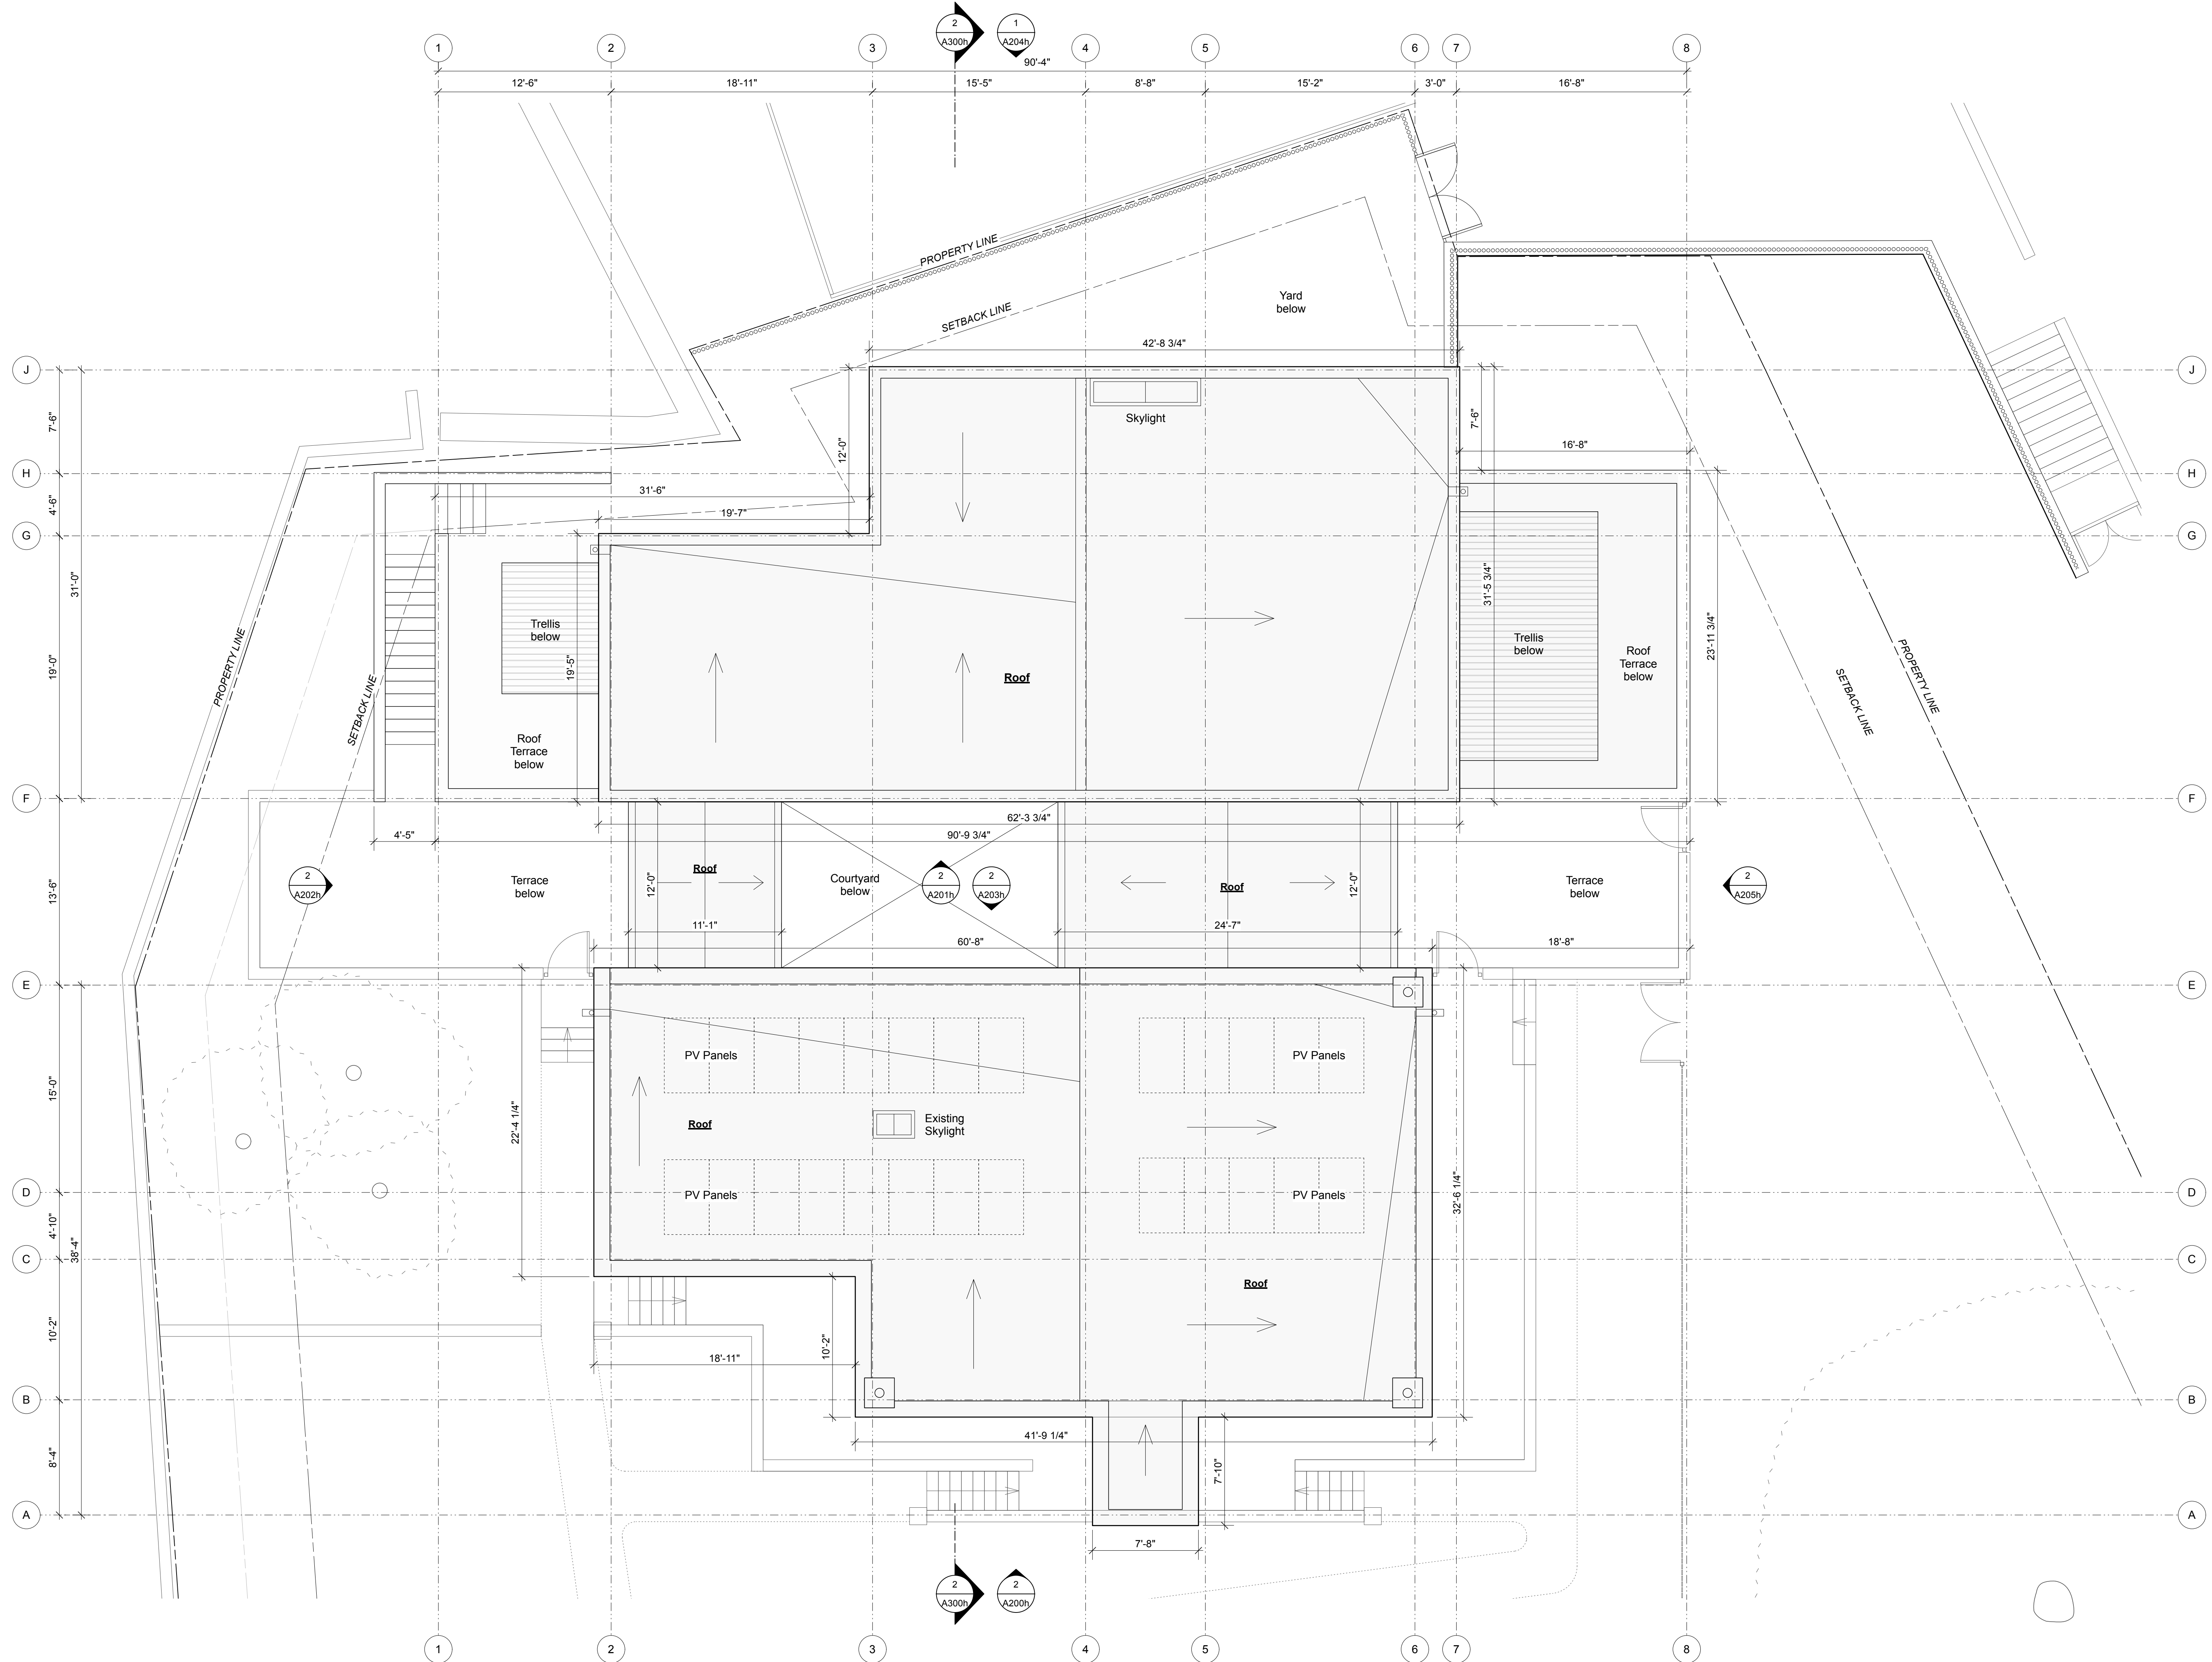 2
A300h
1
A204h
1
2
3
4
5
6
7
8
90'-4"
12'-6"
18'-11"
15'-5"
8'-8"
15'-2"
3'-0"
16'-8"
PROPERTY LINE
SETBACK LINE
Yard
below
42'-8 3/4"
J
J
7'-6"
12'-0"
Skylight
7'-6"
16'-8"
H
H
4'-6"
31'-6"
19'-7"
G
G
31'-0"
19'-0"
PROPERTY LINE
SETBACK LINE
Trellis
below
19'-5"
Roof
Terrace
below
Roof
31'-5 3/4"
Trellis
below
Roof
Terrace
below
23'-11 3/4"
PROPERTY LINE
SETBACK LINE
F
F
62'-3 3/4"
4'-5"
90'-9 3/4"
13'-6"
2
A202h
Terrace
below
12'-0"
Roof
Courtyard
below
2
A201h
2
A203h
Roof
12'-0"
Terrace
below
2
A205h
11'-1"
24'-7"
60'-8"
18'-8"
E
E
15'-0"
22'-4 1/4"
PV Panels
PV Panels
Roof
Existing
Skylight
D
D
PV Panels
PV Panels
32'-6 1/4"
4'-10"
38'-4"
C
C
Roof
10'-2"
10'-2"
18'-11"
B
B
41'-9 1/4"
8'-4"
7'-10"
A
A
7'-8"
2
A300h
2
A200h
1
2
3
4
5
6
7
8